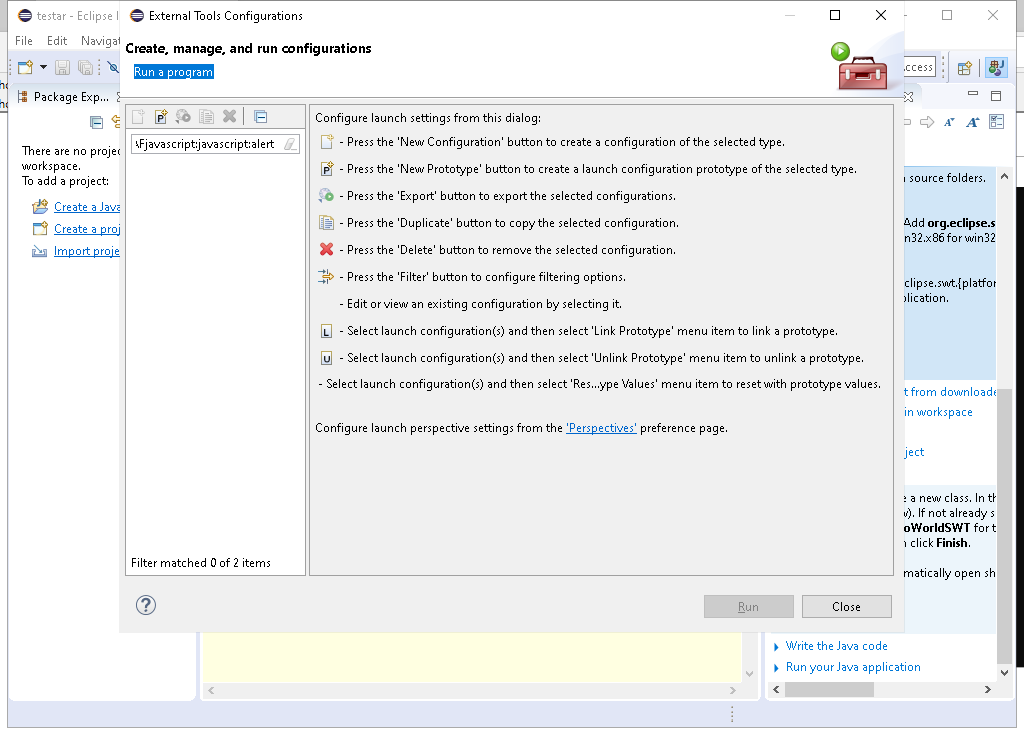 testar - Eclipse I
External Tools Configurations
File Edit Navigat
Create, manage, and run configurations
Run a program
ccess
Package Exp...
\Fjavascript:javascript:alert
Configure launch settings from this dialog:
- Press the 'New Configuration' button to create a configuration of the selected type.
- Press the 'New Prototype' button to create a launch configuration prototype of the selected type.
- Press the 'Export' button to export the selected configurations.
- Press the 'Duplicate' button to copy the selected configuration.
- Press the 'Delete' button to remove the selected configuration.
- Press the 'Filter' button to configure filtering options.
- Edit or view an existing configuration by selecting it.
L - Select launch configuration(s) and then select 'Link Prototype' menu item to link a prototype.
U - Select launch configuration(s) and then select 'Unlink Prototype' menu item to unlink a prototype.
- Select launch configuration(s) and then select 'Res...ype Values' menu item to reset with prototype values.
Configure launch perspective settings from the 'Perspectives' preference page.
Filter matched 0 of 2 items
Run
Close
There are no projec
workspace.
To add a project:
Create a Java
Create a proj
Import proje
source folders.
Add org.eclipse.s
n32.x86 for win32
clipse.swt.{platfor
lication.
t from downloade
in workspace
ject
e a new class. In th
w). If not already s
oWorldSWT for t
click Finish.
matically open sh
Write the Java code
Run your Java application